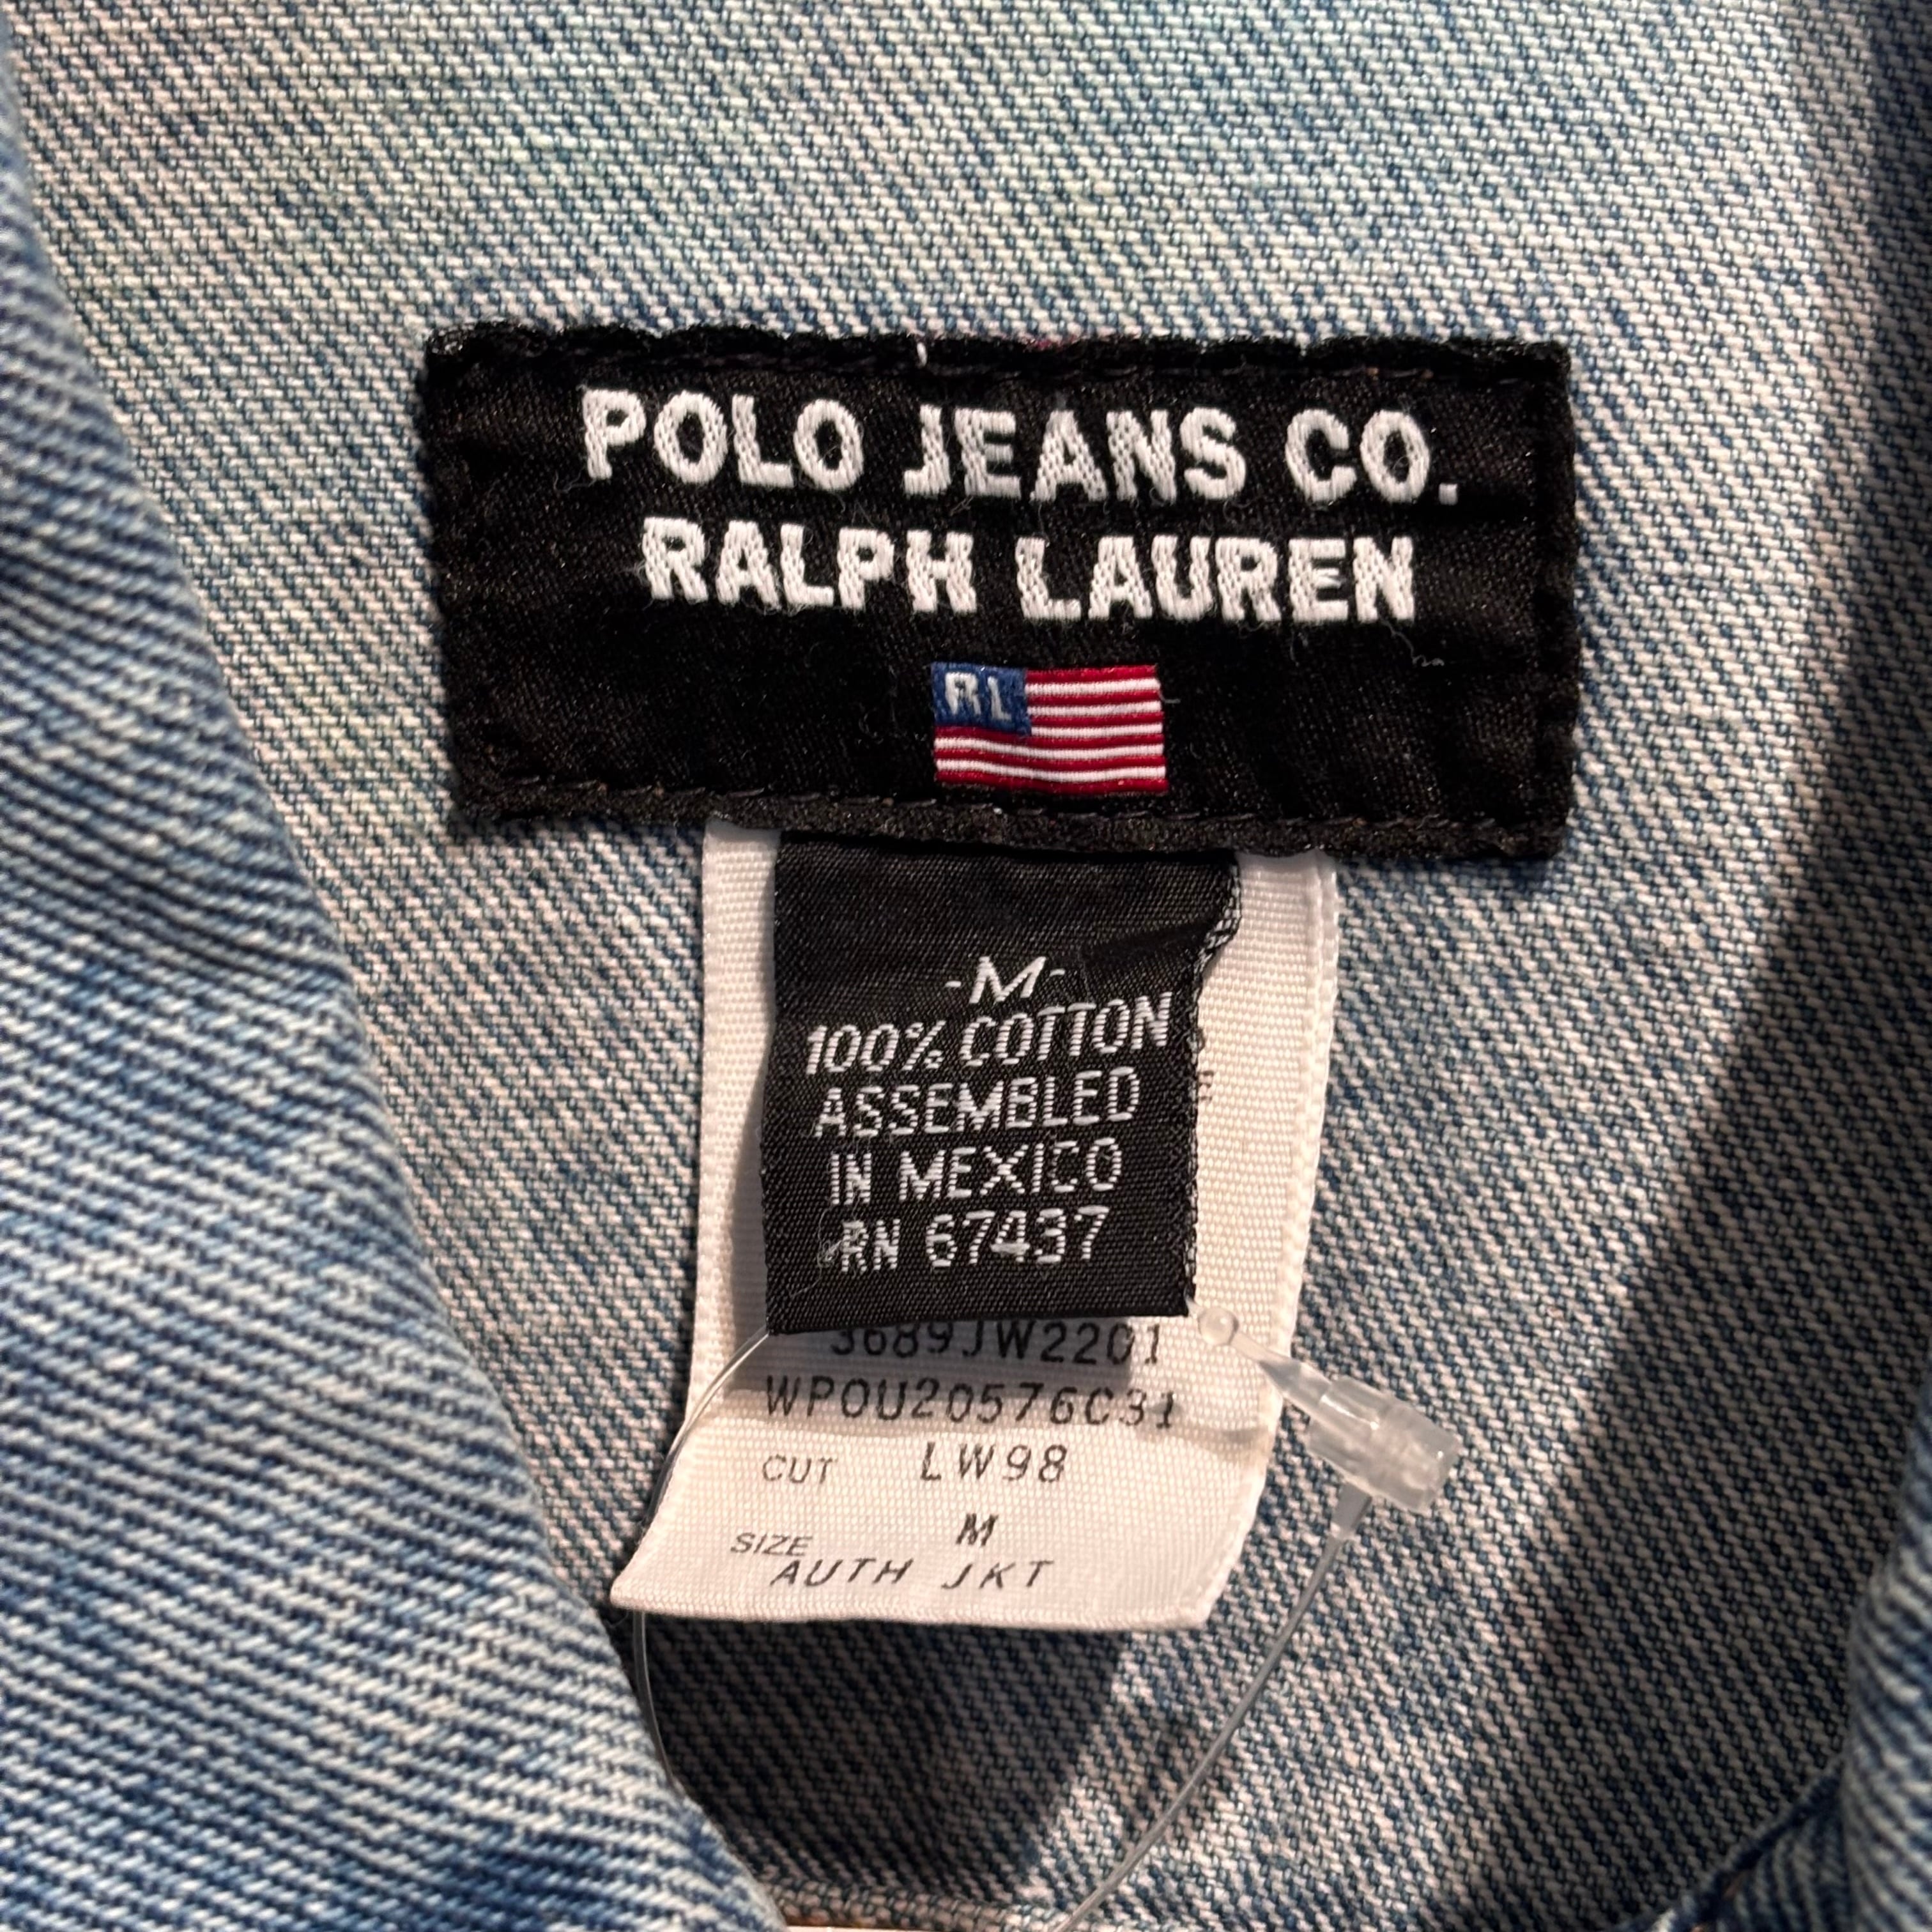 POLO JEANS CO.
RALPH LAUREN
RL
-M-
100% COTTON
ASSEMBLED
IN MEXICO
RN 67437
3689JW2201
WPOU20576C31
CUT LW98
SIZE M
AUTH JKT